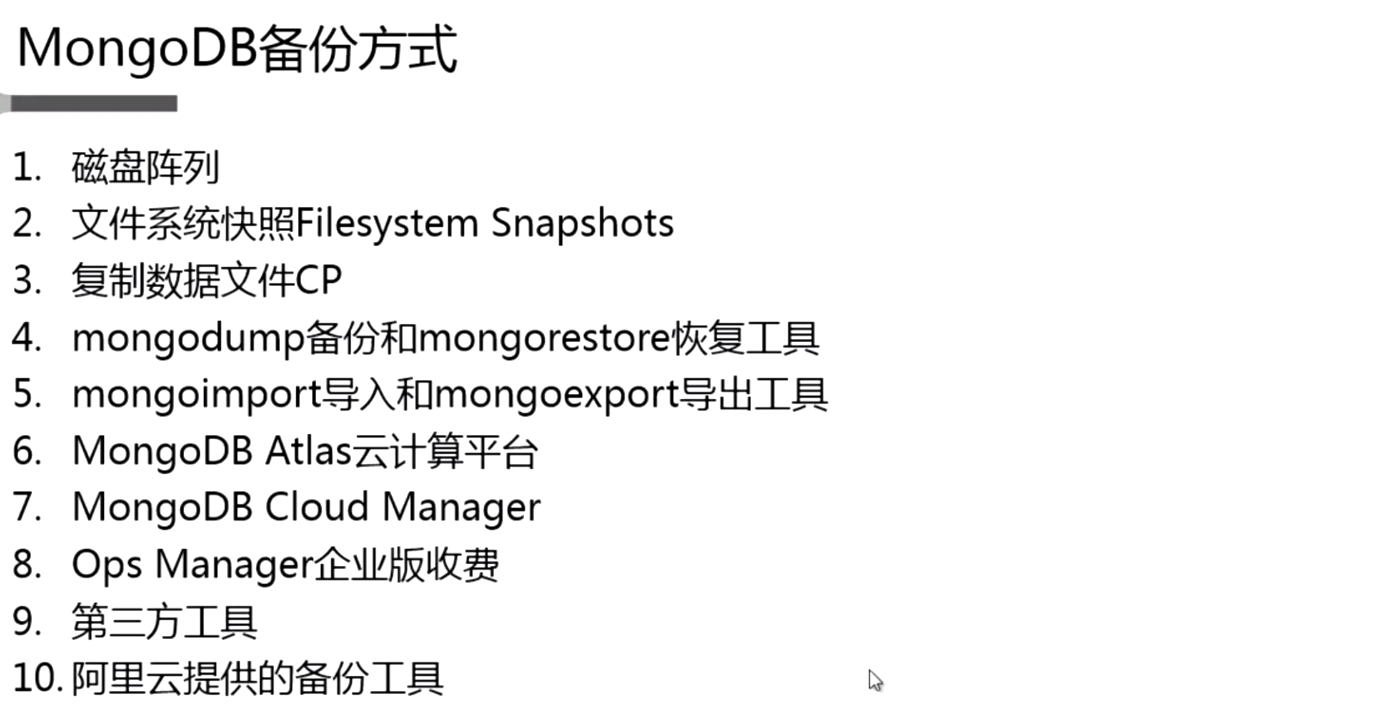 MongoDB备份方式
1. 磁盘阵列
2. 文件系统快照Filesystem Snapshots
3. 复制数据文件CP
4. mongodump备份和mongorestore恢复工具
5. mongoimport导入和mongoexport导出工具
6. MongoDB Atlas云计算平台
7. MongoDB Cloud Manager
8. Ops Manager企业版收费
9. 第三方工具
10. 阿里云提供的备份工具